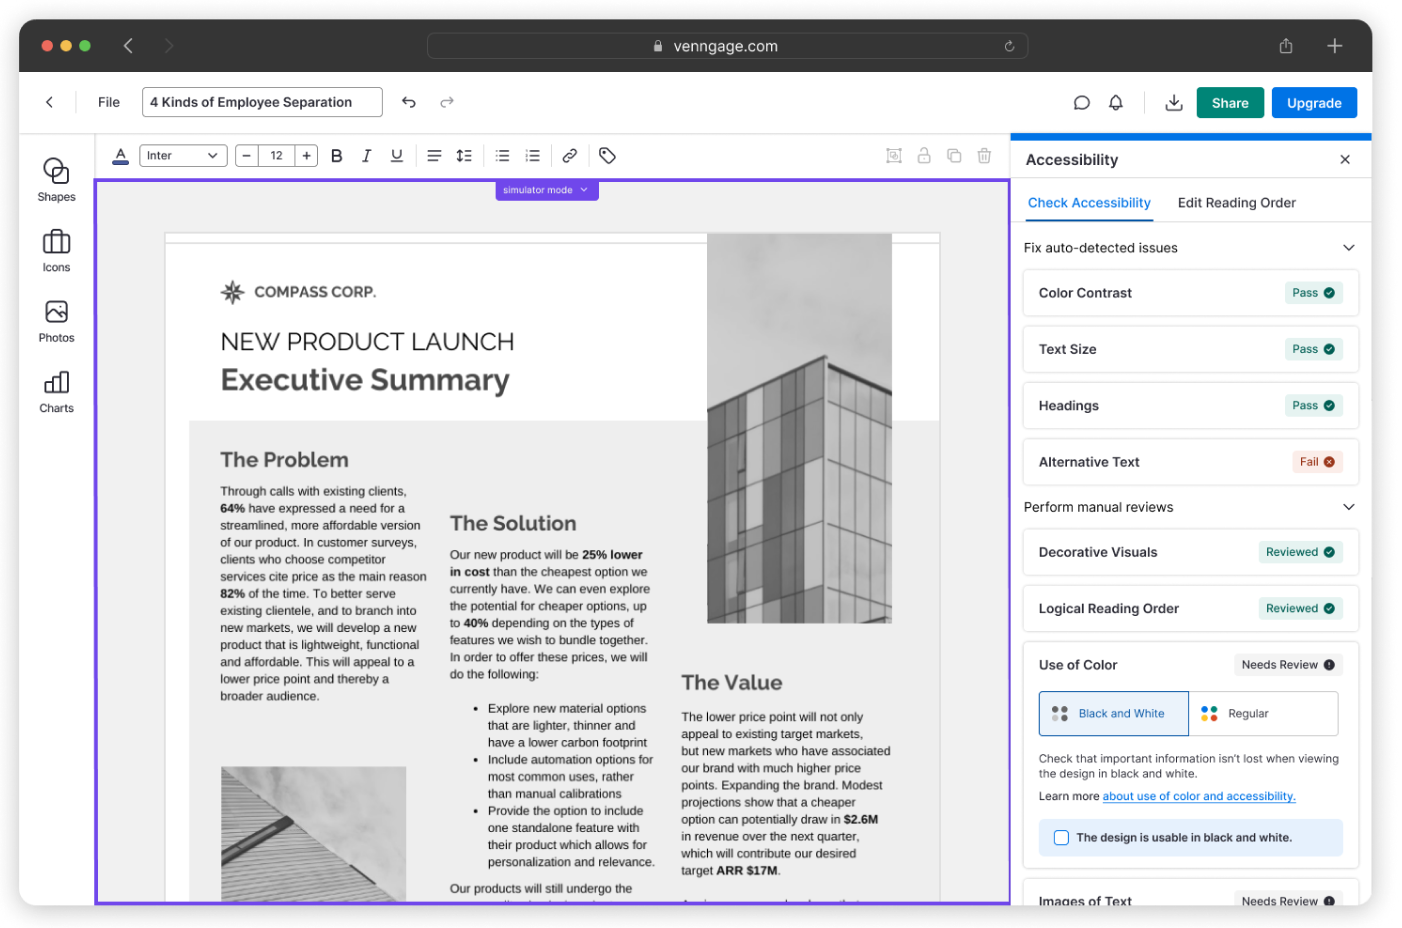 venngage.com
File
4 Kinds of Employee Separation
Share
Upgrade
Shapes
Icons
Photos
Charts
A
Inter
− 12 +
B I U
simulator mode
COMPASS CORP.
NEW PRODUCT LAUNCH
Executive Summary
The Problem
Through calls with existing clients,
64% have expressed a need for a
streamlined, more affordable version
of our product. In customer surveys,
clients who choose competitor
services cite price as the main reason
82% of the time. To better serve
existing clientele, and to branch into
new markets, we will develop a new
product that is lightweight, functional
and affordable. This will appeal to a
lower price point and thereby a
broader audience.
The Solution
Our new product will be 25% lower
in cost than the cheapest option we
currently have. We can even explore
the potential for cheaper options, up
to 40% depending on the types of
features we wish to bundle together.
In order to offer these prices, we will
do the following:
• Explore new material options
that are lighter, thinner and
have a lower carbon footprint
• Include automation options for
most common uses, rather
than manual calibrations
• Provide the option to include
one standalone feature with
their product which allows for
personalization and relevance.
Our products will still undergo the
The Value
The lower price point will not only
appeal to existing target markets,
but new markets who have associated
our brand with much higher price
points. Expanding the brand. Modest
projections show that a cheaper
option can potentially draw in $2.6M
in revenue over the next quarter,
which will contribute our desired
target ARR $17M.
Accessibility
Check Accessibility
Edit Reading Order
Fix auto-detected issues
Color Contrast
Pass
Text Size
Pass
Headings
Pass
Alternative Text
Fail
Perform manual reviews
Decorative Visuals
Reviewed
Logical Reading Order
Reviewed
Use of Color
Needs Review
Black and White
Regular
Check that important information isn't lost when viewing
the design in black and white.
Learn more about use of color and accessibility.
The design is usable in black and white.
Images of Text
Needs Review